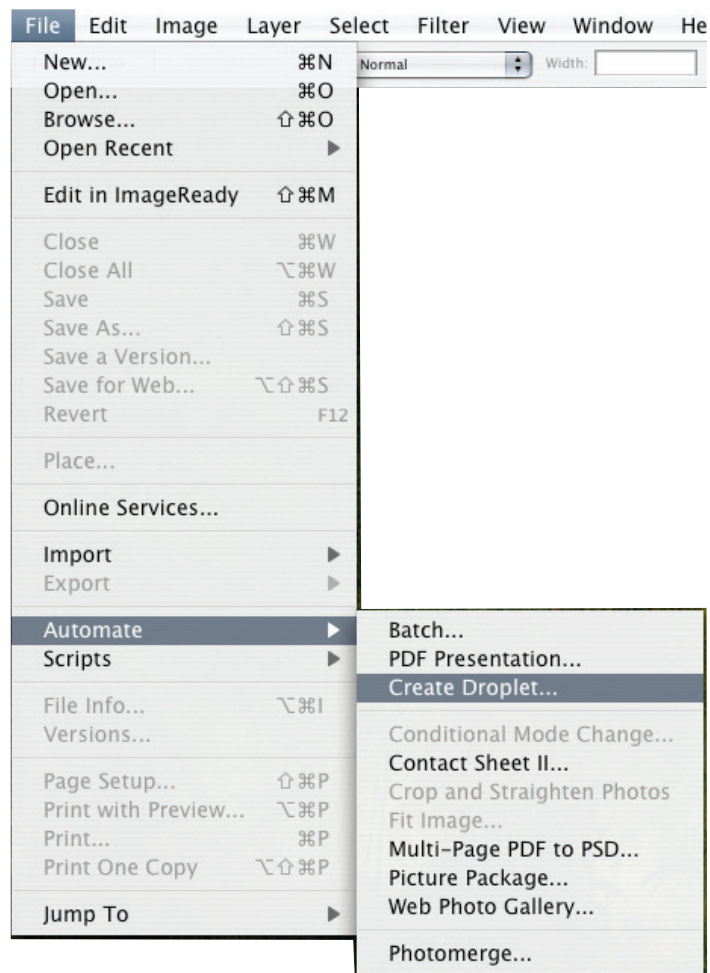 File Edit Image Layer Select Filter View Window He
Normal Width:
New... ⌘N
Open... ⌘O
Browse... ⇧⌘O
Open Recent ▶
Edit in ImageReady ⇧⌘M
Close ⌘W
Close All ⌥⌘W
Save ⌘S
Save As... ⇧⌘S
Save a Version...
Save for Web... ⌥⇧⌘S
Revert F12
Place...
Online Services...
Import ▶
Export ▶
Automate ▶
Scripts ▶
File Info... ⌥⌘I
Versions...
Page Setup... ⇧⌘P
Print with Preview... ⌥⌘P
Print... ⌘P
Print One Copy ⌥⇧⌘P
Jump To ▶
Batch...
PDF Presentation...
Create Droplet...
Conditional Mode Change...
Contact Sheet II...
Crop and Straighten Photos
Fit Image...
Multi-Page PDF to PSD...
Picture Package...
Web Photo Gallery...
Photomerge...